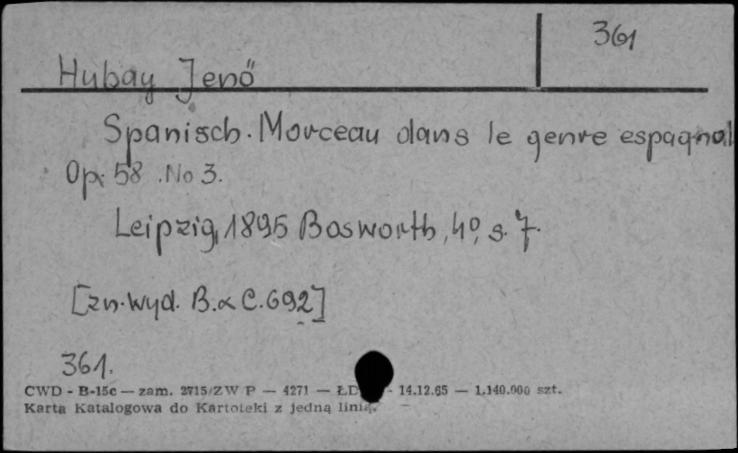 361
Hubay Jenő
Spanisch. Morceau dans le genre espagnol
Op. 58. No 3.
Leipzig, 1895 Bosworth, 4º, s. 7.
[zn. wyd. B. & C. 692]
361.
CWD - B-15c — zam. 2715/ZW P — 4271 — ŁD - 14.12.65 — 1.140.000 szt.
Karta Katalogowa do Kartoteki z jedną linią.